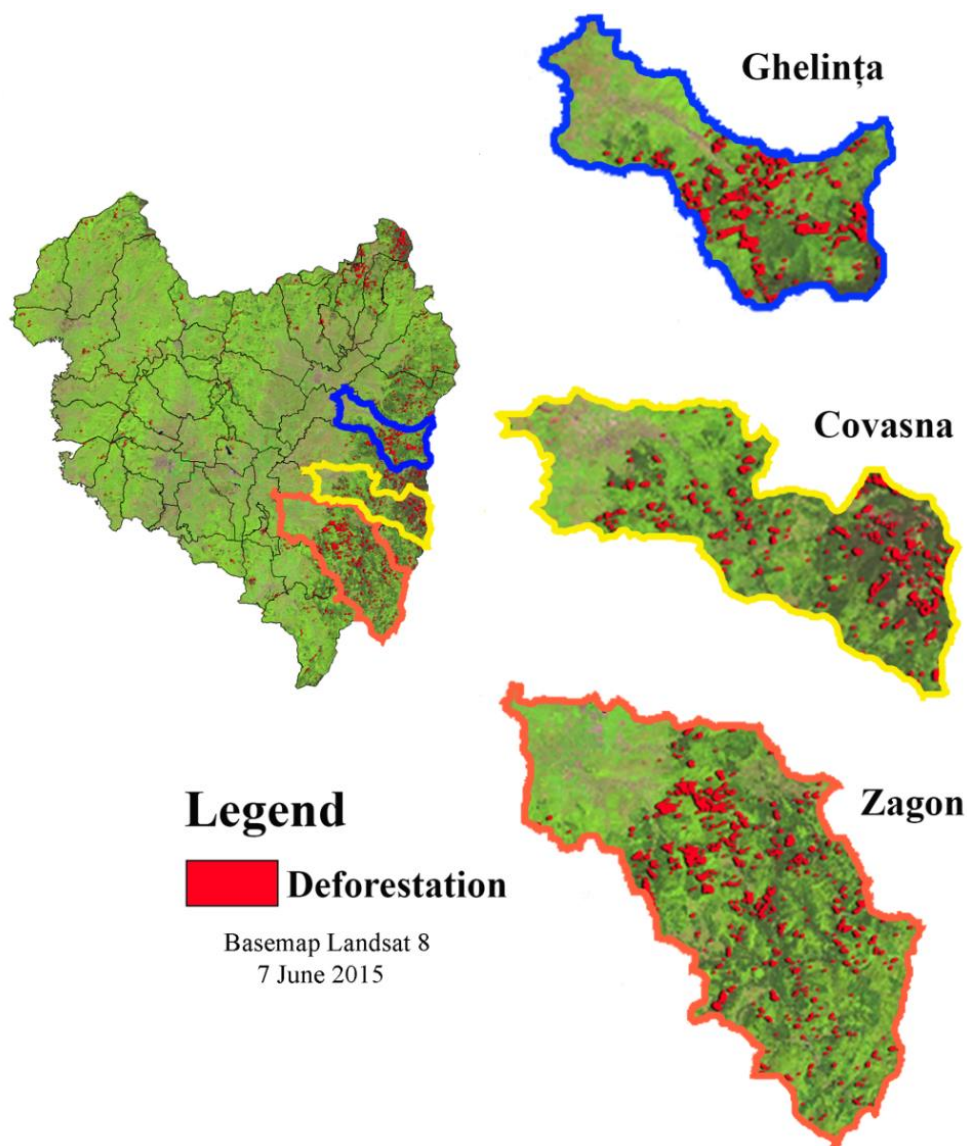 Ghelința
Covasna
Zagon
Legend
Deforestation
Basemap Landsat 8
7 June 2015